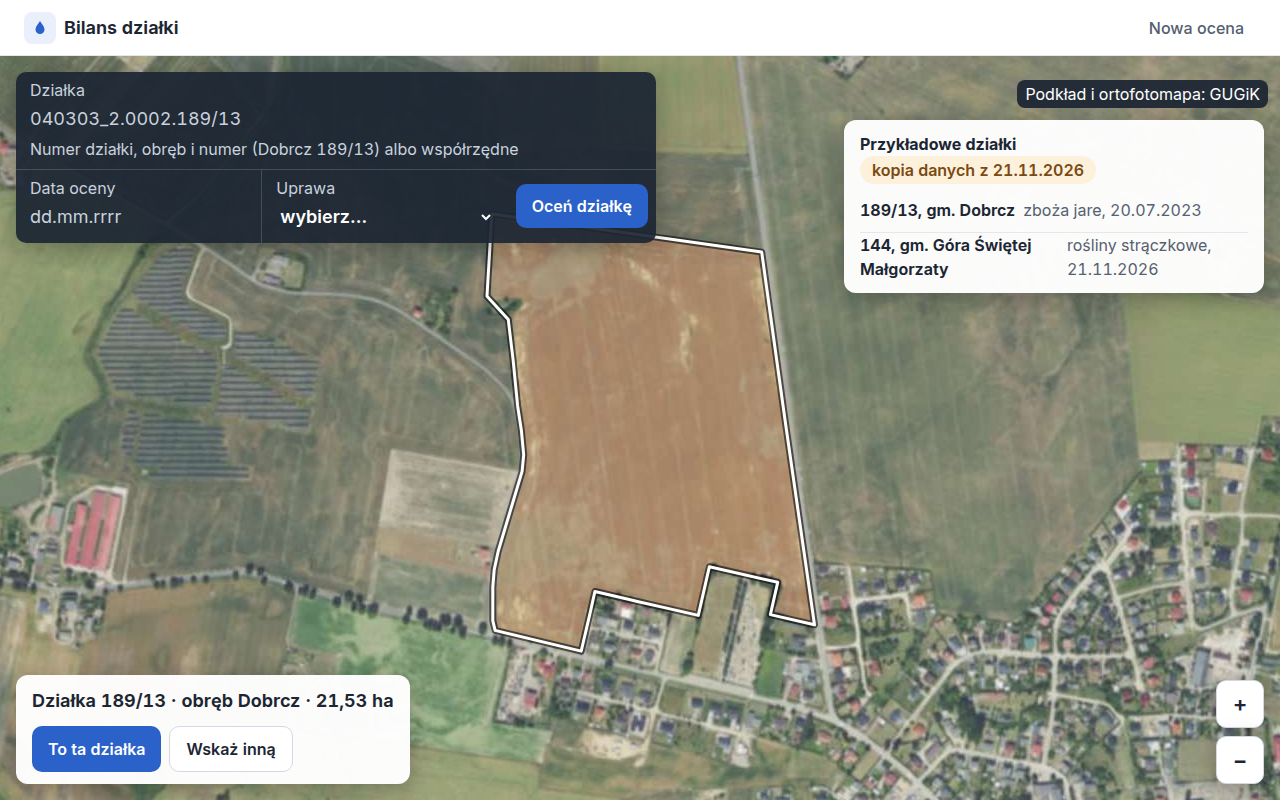 Bilans działki
Nowa ocena
Działka
040303_2.0002.189/13
Numer działki, obręb i numer (Dobrcz 189/13) albo współrzędne
Data oceny
dd.mm.rrrr
Uprawa
wybierz...
Oceń działkę
Podkład i ortofotomapa: GUGiK
Przykładowe działki
kopia danych z 21.11.2026
189/13, gm. Dobrcz zboża jare, 20.07.2023
144, gm. Góra Świętej Małgorzaty
rośliny strączkowe, 21.11.2026
Działka 189/13 · obręb Dobrcz · 21,53 ha
To ta działka
Wskaż inną
+
−